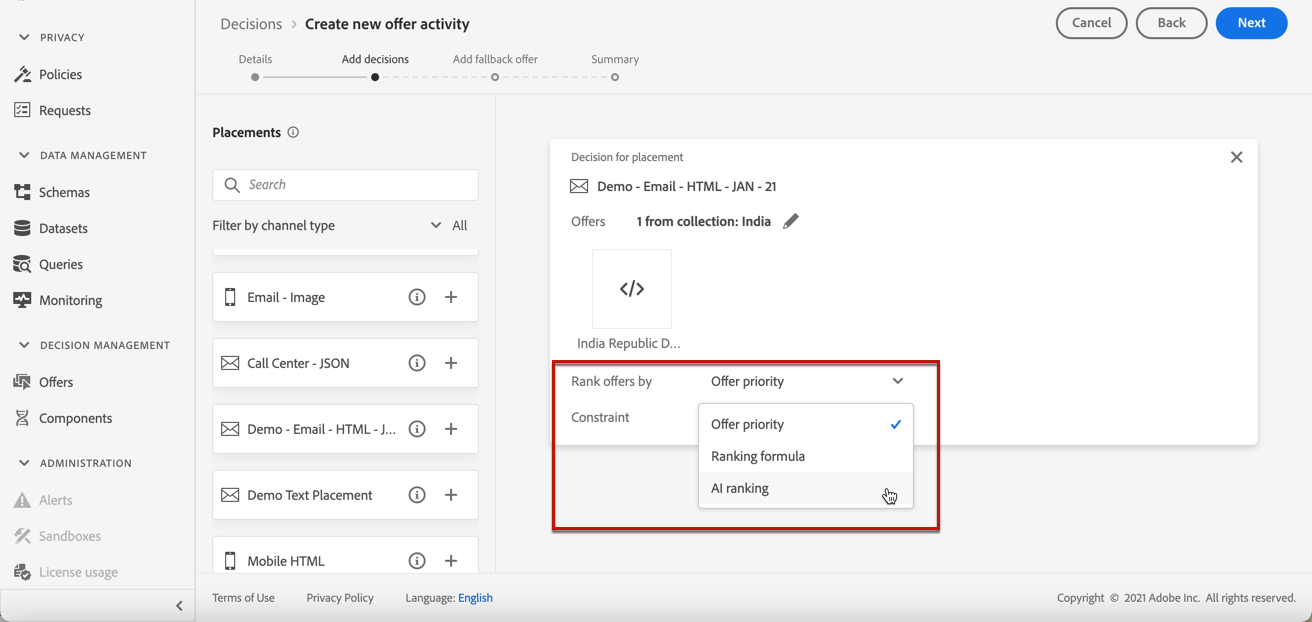 PRIVACY
Policies
Requests
DATA MANAGEMENT
Schemas
Datasets
Queries
Monitoring
DECISION MANAGEMENT
Offers
Components
ADMINISTRATION
Alerts
Sandboxes
License usage
Decisions > Create new offer activity
Cancel
Back
Next
Details
Add decisions
Add fallback offer
Summary
Placements
Search
Filter by channel type
All
Email - Image
Call Center - JSON
Demo - Email - HTML - J...
Demo Text Placement
Mobile HTML
Decision for placement
Demo - Email - HTML - JAN - 21
Offers 1 from collection: India
</>
India Republic D...
Rank offers by Offer priority
Constraint
Offer priority
Ranking formula
AI ranking
Terms of Use Privacy Policy Language: English
Copyright © 2021 Adobe Inc. All rights reserved.